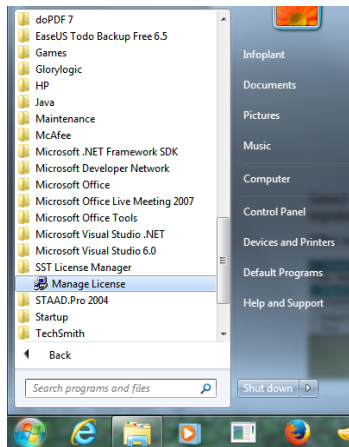 doPDF 7
EaseUS Todo Backup Free 6.5
Games
Glorylogic
HP
Java
Maintenance
McAfee
Microsoft .NET Framework SDK
Microsoft Developer Network
Microsoft Office
Microsoft Office Live Meeting 2007
Microsoft Office Tools
Microsoft Visual Studio .NET
Microsoft Visual Studio 6.0
SST License Manager
Manage License
STAAD.Pro 2004
Startup
TechSmith
Back
Search programs and files
Infoplant
Documents
Pictures
Music
Computer
Control Panel
Devices and Printers
Default Programs
Help and Support
Shut down